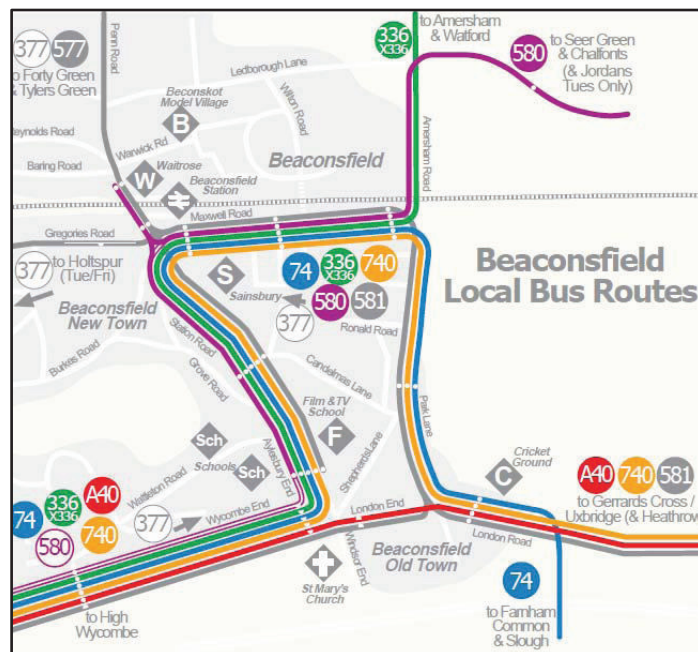 377
577
to Forty Green
& Tylers Green
Penn Road
Ledborough Lane
Beconskot
Model Village
B
Wilton Road
336
X336
to Amersham
& Watford
580
to Seer Green
& Chalfonts
(& Jordans
Tues Only)
Reynolds Road
Warwick Rd
Baring Road
W
Waitrose
Beaconsfield
Station
Beaconsfield
Amersham Road
Maxwell Road
Gregories Road
377
to Holtspur
(Tue/Fri)
S
Sainsbury
74
336
X336
740
580
581
377
Beaconsfield
Local Bus Routes
Beaconsfield
New Town
Station Road
Ronald Road
Burkes Road
Grove Road
Candelmas Lane
Park Lane
Film & TV
School
F
Sch
Schools
Sch
Aylesbury End
Shepherds Lane
Cricket
Ground
C
A40
740
581
to Gerrards Cross /
Uxbridge (& Heathrow
Wattleton Road
74
336
X336
A40
580
740
377
Wycombe End
London End
London Road
Windsor End
Beaconsfield
Old Town
St Mary's
Church
to High
Wycombe
74
to Farnham
Common
& Slough